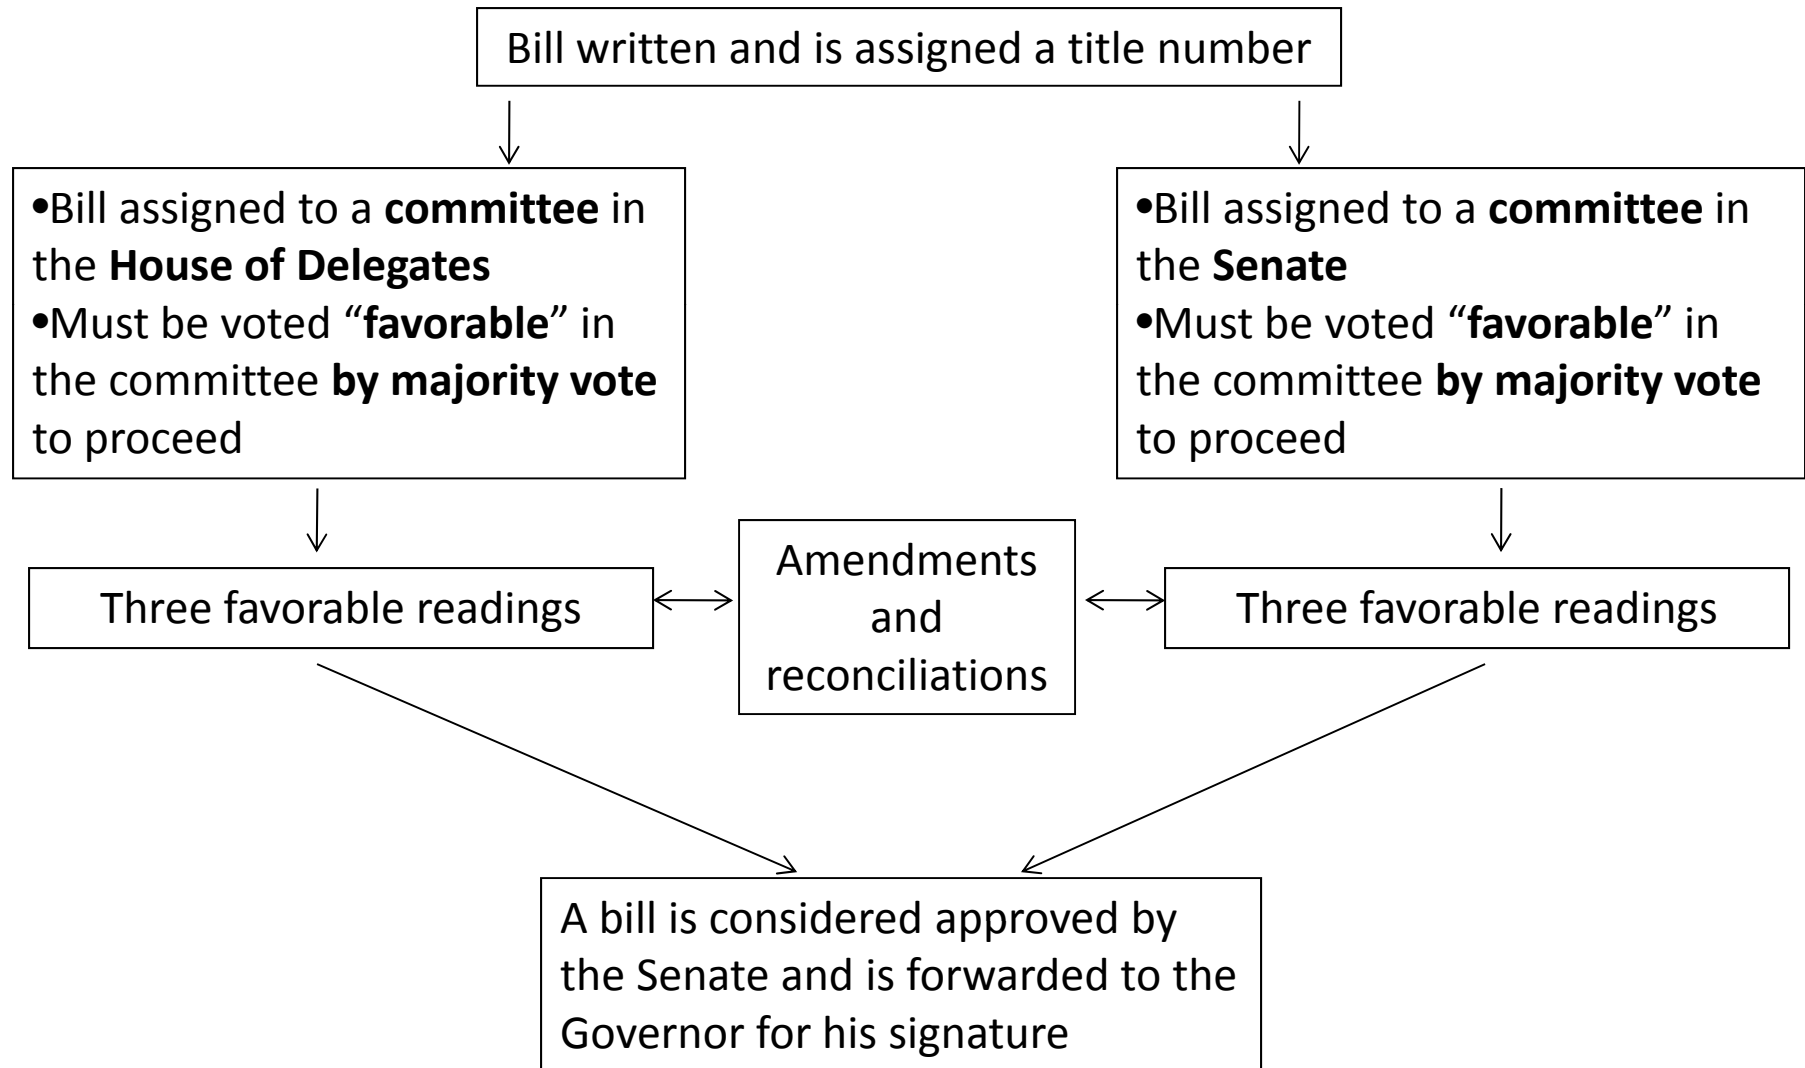 Bill written and is assigned a title number
•Bill assigned to a committee in
the House of Delegates
•Must be voted “favorable” in
the committee by majority vote
to proceed
•Bill assigned to a committee in
the Senate
•Must be voted “favorable” in
the committee by majority vote
to proceed
Three favorable readings
Amendments
and
reconciliations
Three favorable readings
A bill is considered approved by
the Senate and is forwarded to the
Governor for his signature